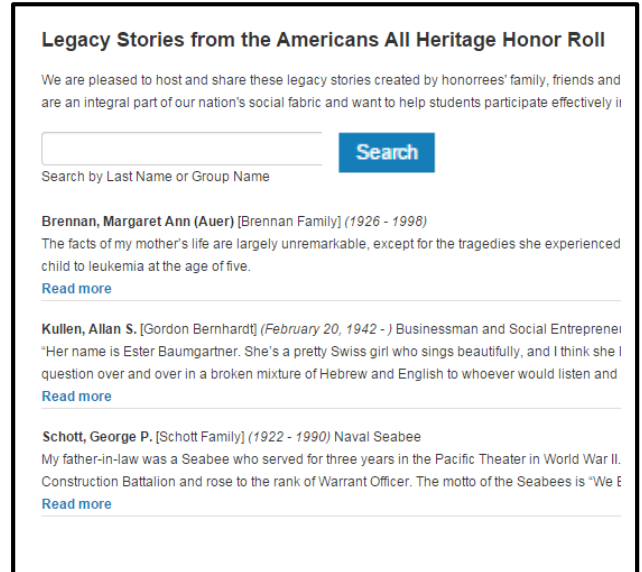 Legacy Stories from the Americans All Heritage Honor Roll
We are pleased to host and share these legacy stories created by honorrees' family, friends and
are an integral part of our nation's social fabric and want to help students participate effectively
Search
Search by Last Name or Group Name
Brennan, Margaret Ann (Auer) [Brennan Family] (1926 - 1998)
The facts of my mother's life are largely unremarkable, except for the tragedies she experienced
child to leukemia at the age of five.
Read more
Kullen, Allan S. [Gordon Bernhardt] (February 20, 1942 - ) Businessman and Social
“Her name is Ester Baumgartner. She's a pretty Swiss girl who sings beautifully, and I think she
question over and over in a broken mixture of Hebrew and English to whoever would listen and
Read more
Schott, George P. [Schott Family] (1922 - 1990) Naval Seabee
My father-in-law was a Seabee who served for three years in the Pacific Theater in World War II.
Construction Battalion and rose to the rank of Warrant Officer. The motto of the Seabees is “We
Read more